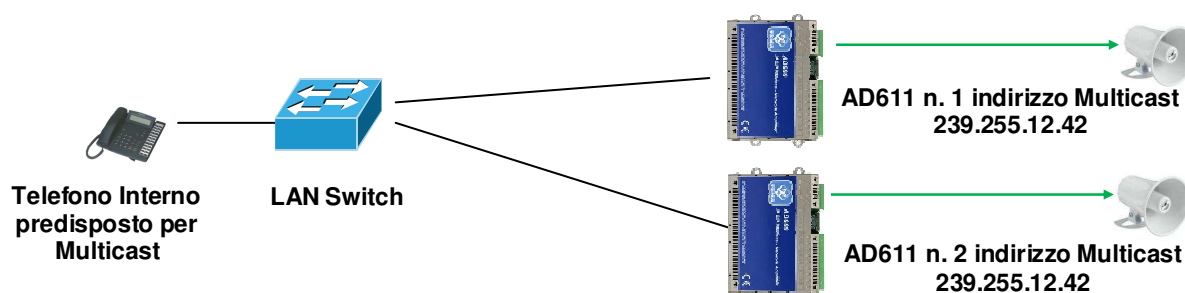 AD611 n. 1 indirizzo Multicast
239.255.12.42
Telefono Interno
predisposto per
Multicast
LAN Switch
AD611 n. 2 indirizzo Multicast
239.255.12.42